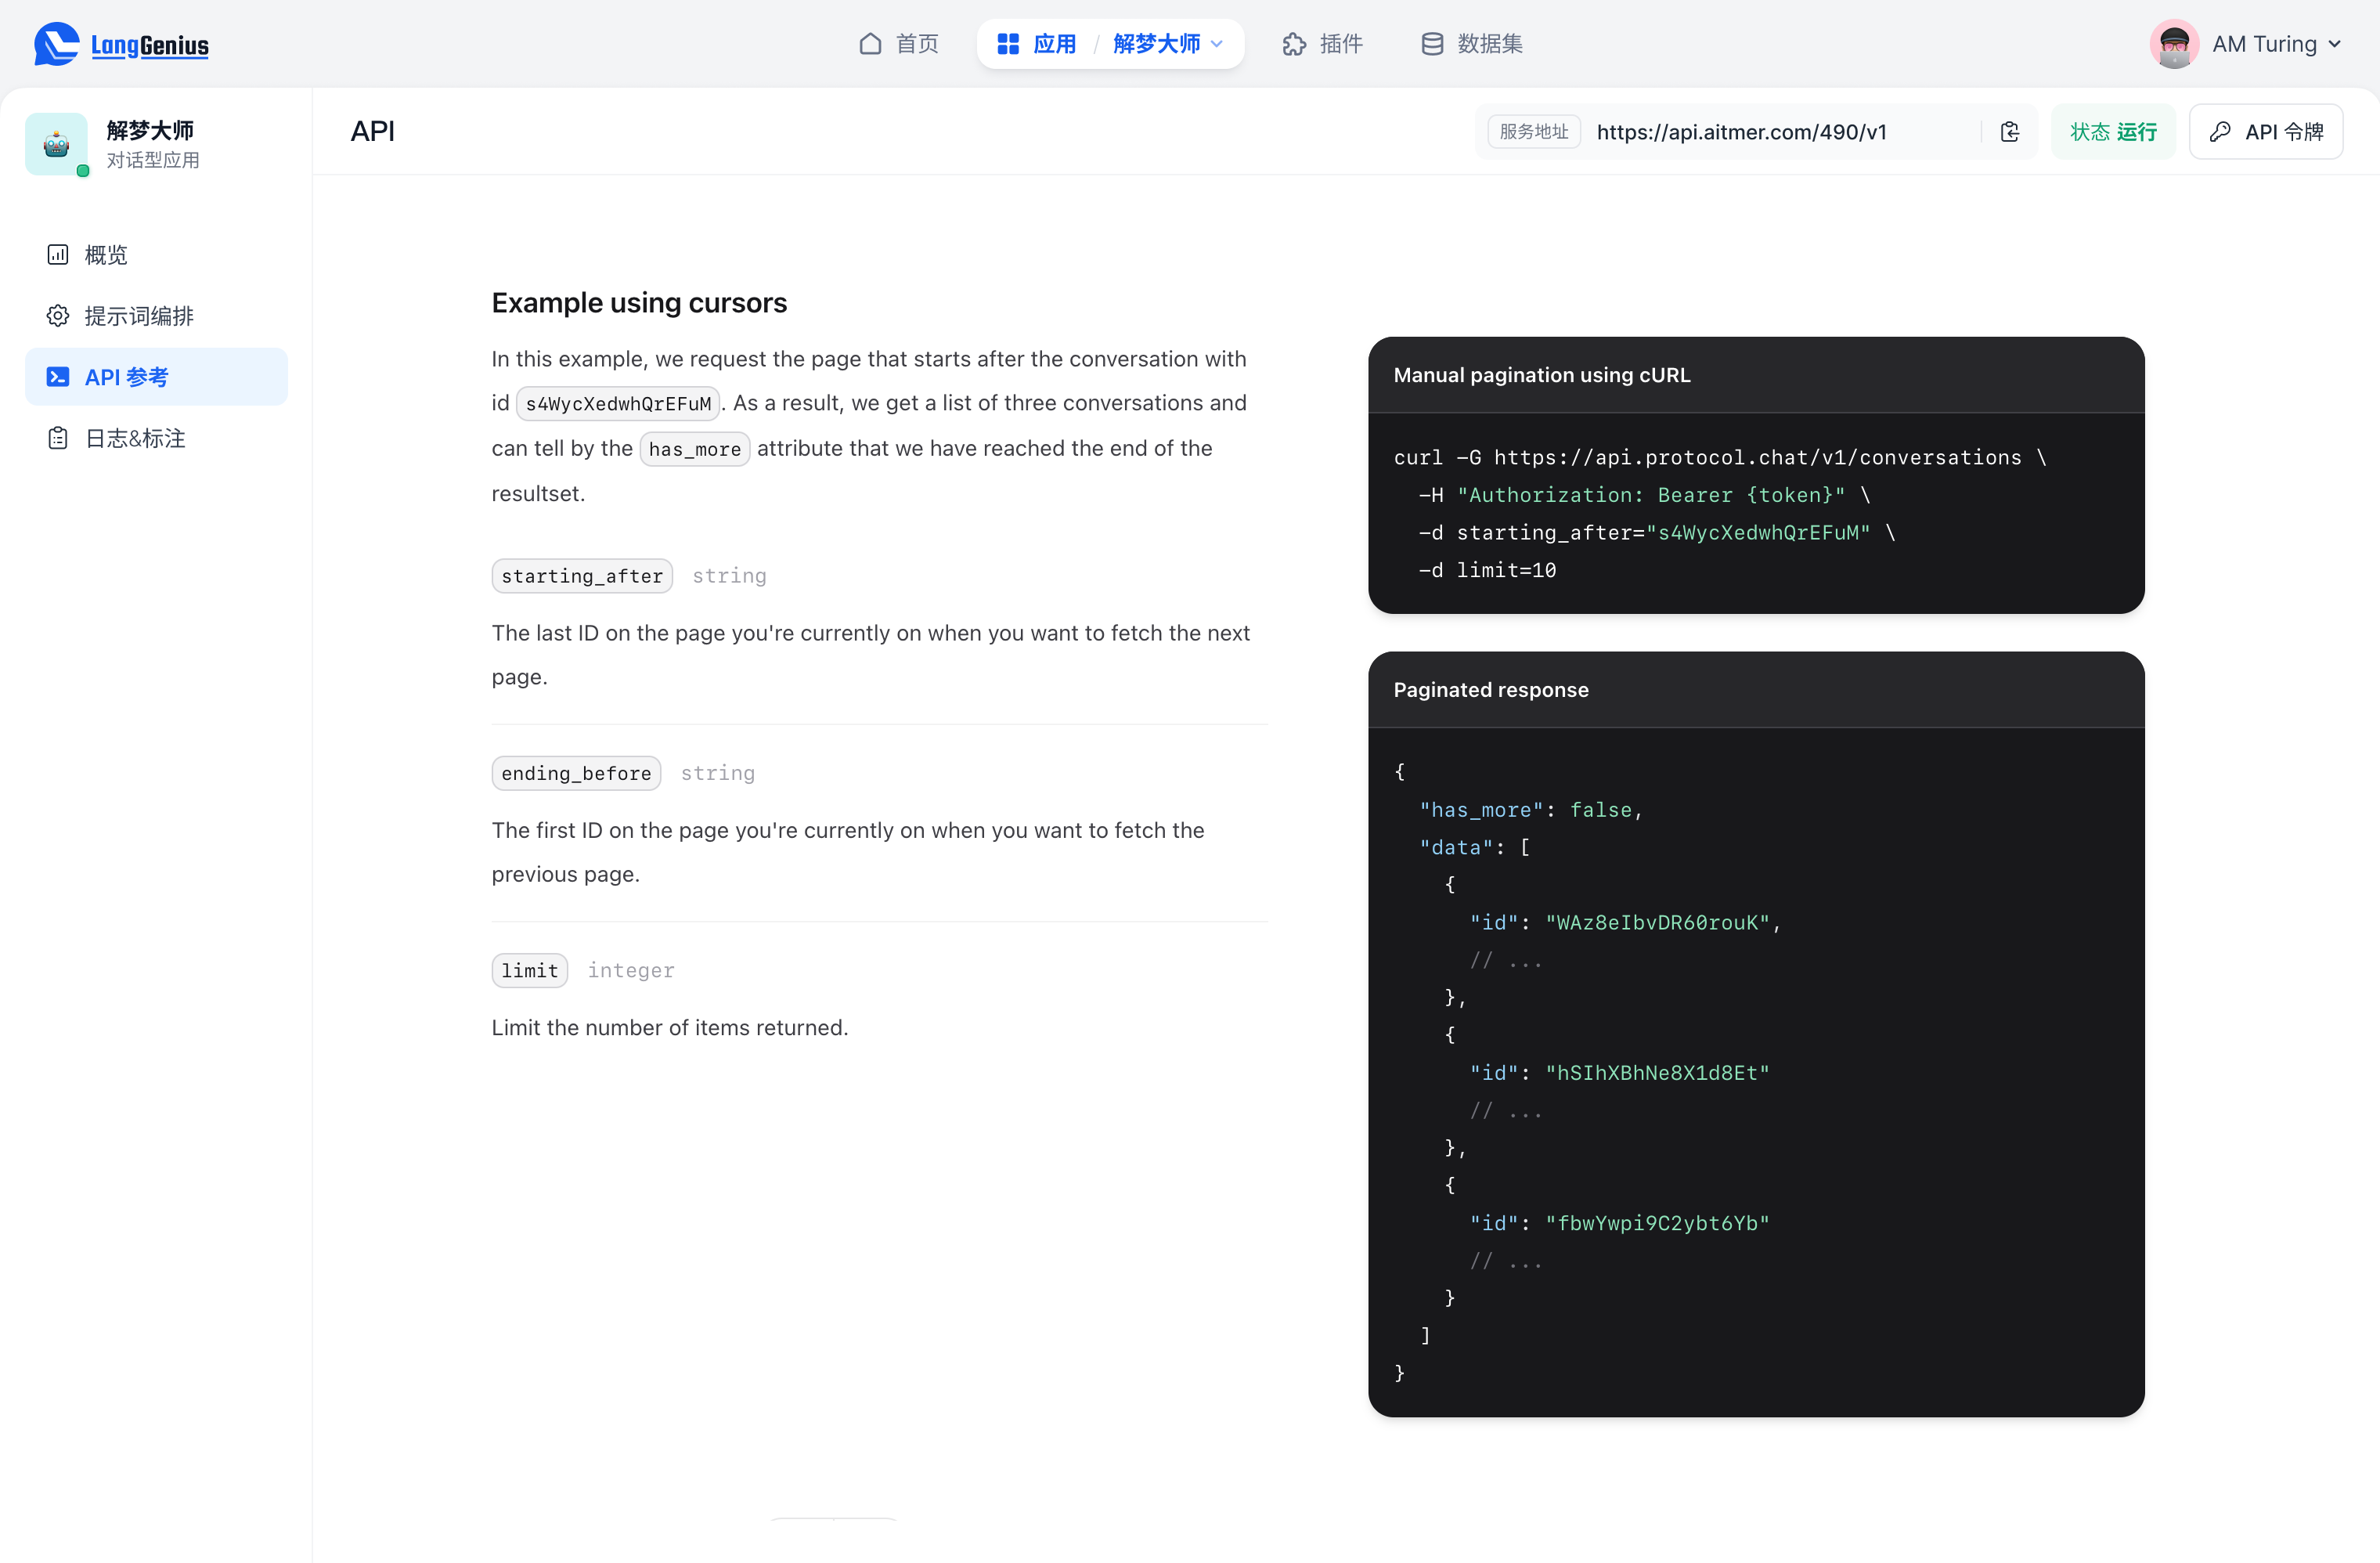 LangGenius
首页
应用 / 解梦大师
插件
数据集
AM Turing
解梦大师
对话型应用
概览
提示词编排
API 参考
日志&标注
API
服务地址 https://api.aitmer.com/490/v1
状态 运行
API 令牌
Example using cursors
In this example, we request the page that starts after the conversation with
id s4WycXedwhQrEFuM. As a result, we get a list of three conversations and
can tell by the has_more attribute that we have reached the end of the
resultset.
starting_after string
The last ID on the page you're currently on when you want to fetch the next
page.
ending_before string
The first ID on the page you're currently on when you want to fetch the
previous page.
limit integer
Limit the number of items returned.
Manual pagination using cURL
curl -G https://api.protocol.chat/v1/conversations \
-H "Authorization: Bearer {token}" \
-d starting_after="s4WycXedwhQrEFuM" \
-d limit=10
Paginated response
{
"has_more": false,
"data": [
{
"id": "WAz8eIbvDR60rouK",
// ...
},
{
"id": "hSIhXBhNe8X1d8Et"
// ...
},
{
"id": "fbwYwpi9C2ybt6Yb"
// ...
}
]
}